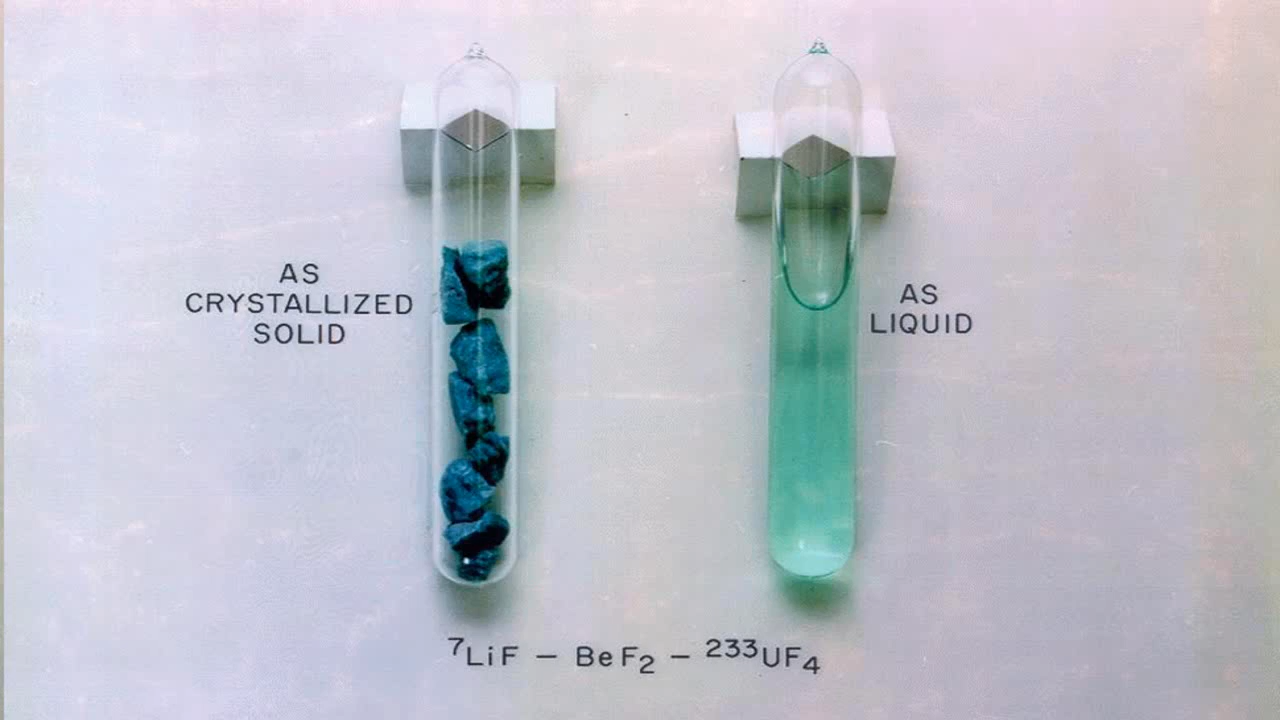 AS
CRYSTALLIZED
SOLID
AS
LIQUID
⁷LiF – BeF₂ – ²³³UF₄